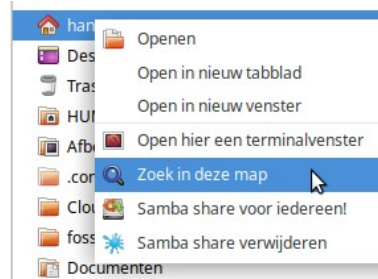 han
Openen
Des
Open in nieuw tabblad
Tras
Open in nieuw venster
HUM
Open hier een terminalvenster
Afb
Zoek in deze map
.con
Samba share voor iedereen!
Clou
Samba share verwijderen
foss
Documenten